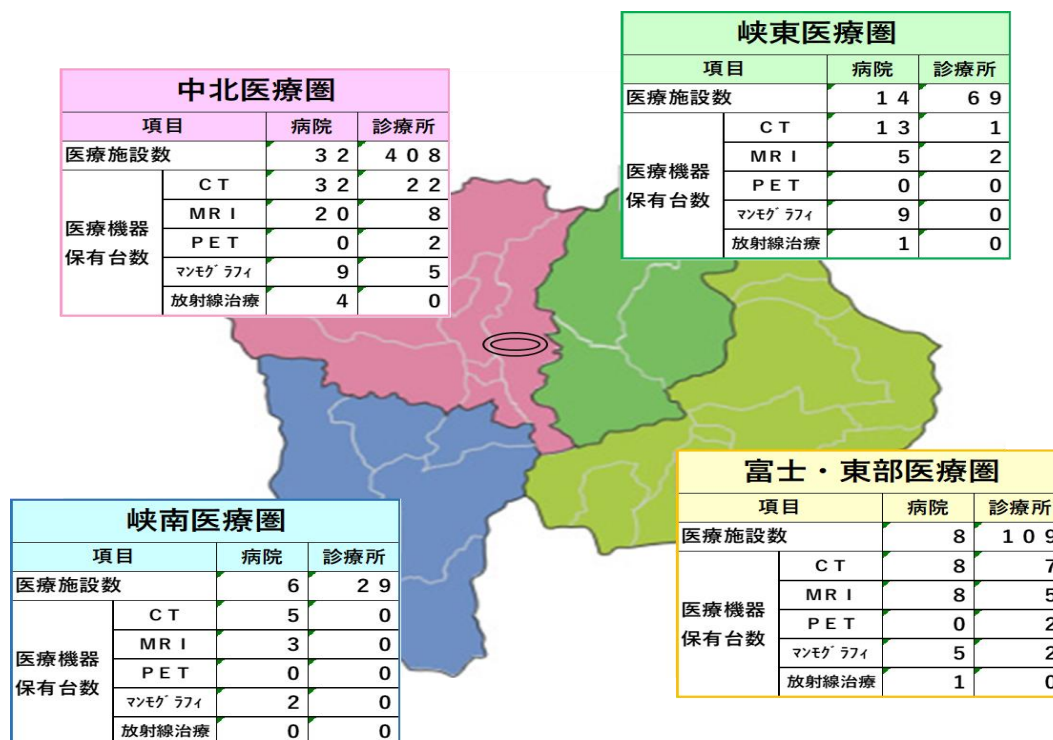 中北医療圏
項目 病院 診療所
医療施設数 32 408
医療機器保有台数
CT 32 22
MRI 20 8
PET 0 2
マンモグラフィ 9 5
放射線治療 4 0
峡東医療圏
項目 病院 診療所
医療施設数 14 69
医療機器保有台数
CT 13 1
MRI 5 2
PET 0 0
マンモグラフィ 9 0
放射線治療 1 0
峡南医療圏
項目 病院 診療所
医療施設数 6 29
医療機器保有台数
CT 5 0
MRI 3 0
PET 0 0
マンモグラフィ 2 0
放射線治療 0 0
富士・東部医療圏
項目 病院 診療所
医療施設数 8 109
医療機器保有台数
CT 8 7
MRI 8 5
PET 0 2
マンモグラフィ 5 2
放射線治療 1 0